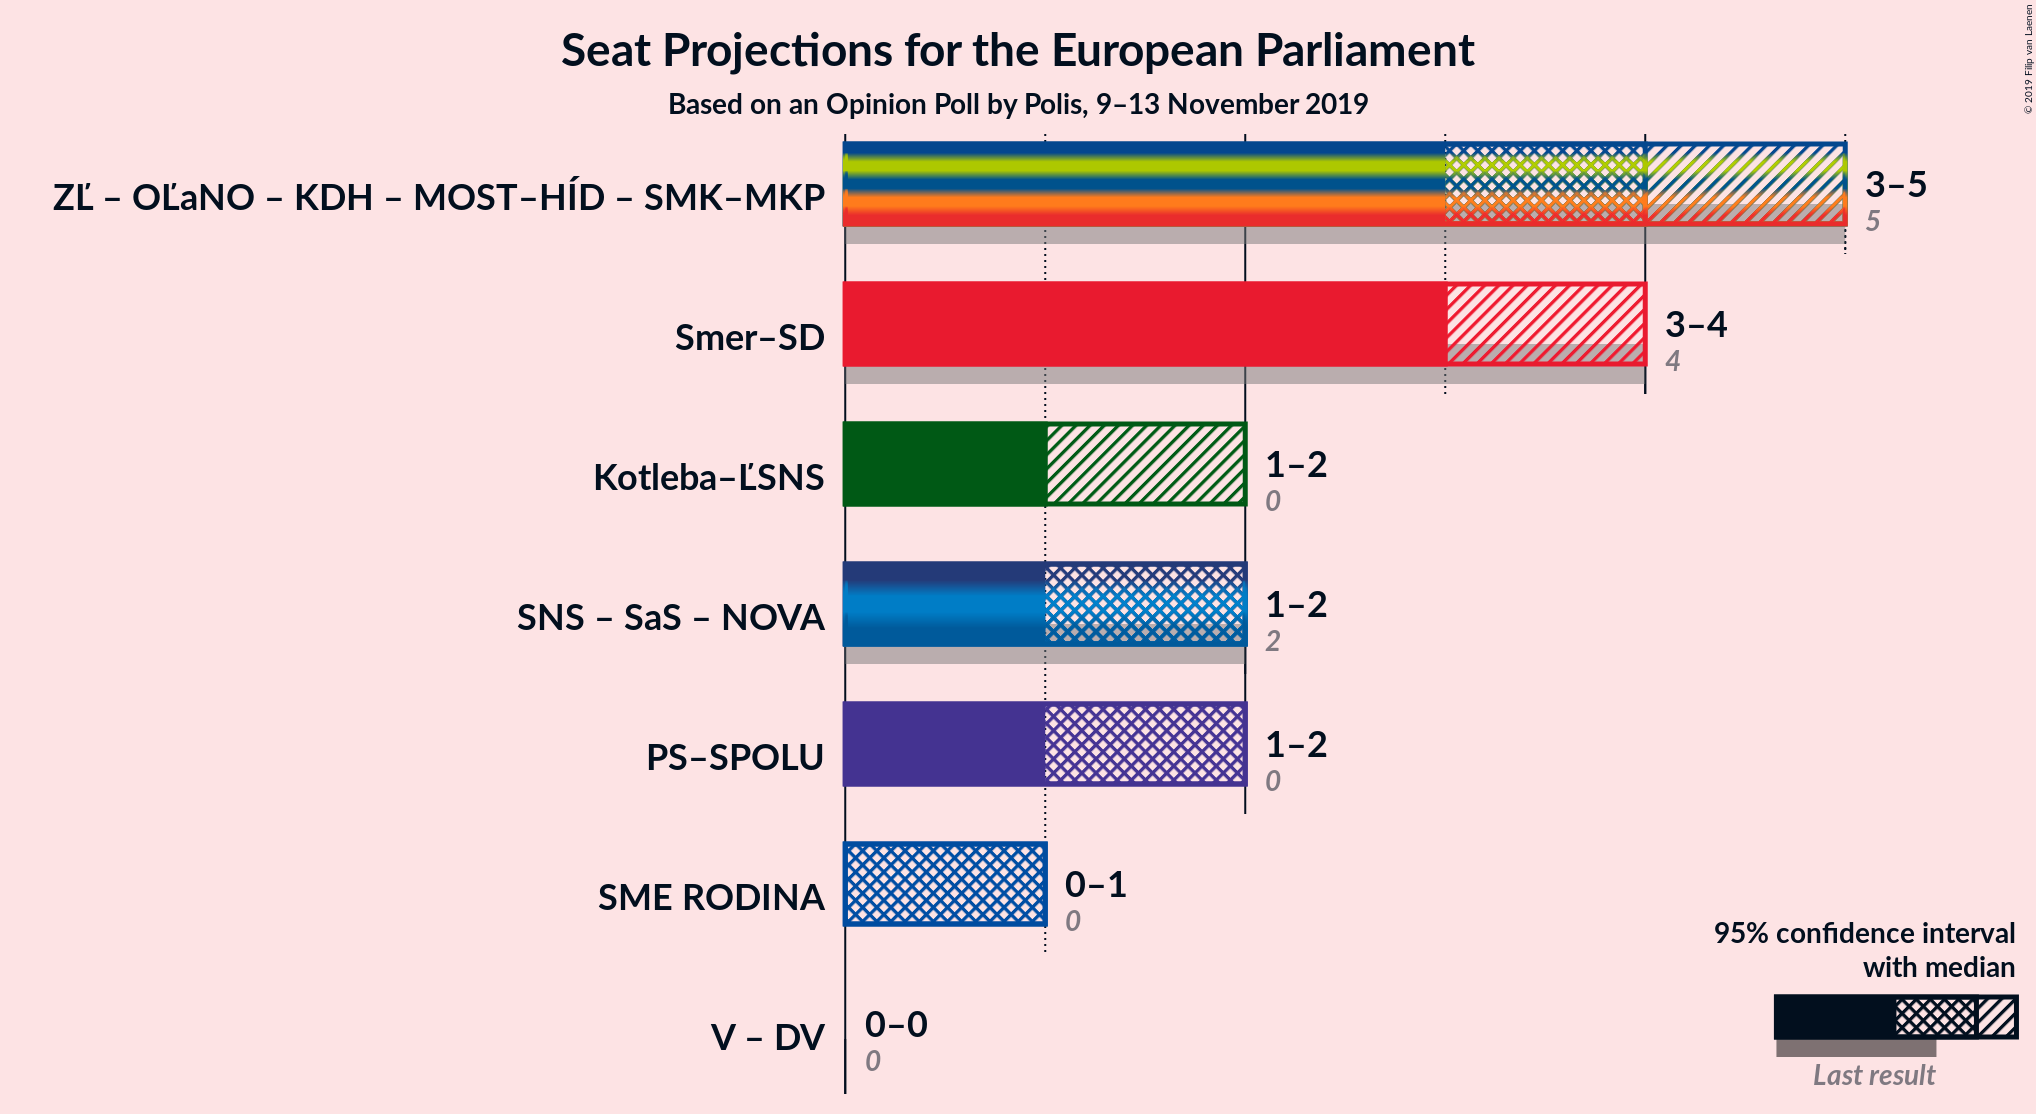 Seat Projections for the European Parliament
Based on an Opinion Poll by Polis, 9–13 November 2019
© 2019 Filip van Laenen
ZĽ – OĽaNO – KDH – MOST–HÍD – SMK–MKP
3–5
5
Smer–SD
3–4
4
Kotleba–ĽSNS
1–2
0
SNS – SaS – NOVA
1–2
2
PS–SPOLU
1–2
0
SME RODINA
0–1
0
V – DV
0–0
0
95% confidence interval
with median
Last result